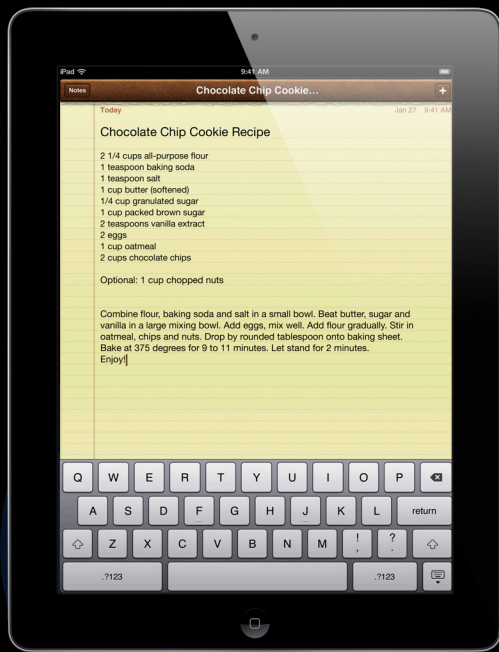 iPad 9:41 AM
Notes Chocolate Chip Cookie... +
Today Jan 27 9:41 AM
Chocolate Chip Cookie Recipe
2 1/4 cups all-purpose flour
1 teaspoon baking soda
1 teaspoon salt
1 cup butter (softened)
1/4 cup granulated sugar
1 cup packed brown sugar
2 teaspoons vanilla extract
2 eggs
1 cup oatmeal
2 cups chocolate chips
Optional: 1 cup chopped nuts
Combine flour, baking soda and salt in a small bowl. Beat butter, sugar and
vanilla in a large mixing bowl. Add eggs, mix well. Add flour gradually. Stir in
oatmeal, chips and nuts. Drop by rounded tablespoon onto baking sheet.
Bake at 375 degrees for 9 to 11 minutes. Let stand for 2 minutes.
Enjoy!
Q W E R T Y U I O P
A S D F G H J K L return
Z X C V B N M ! , ? .
.?123 .?123